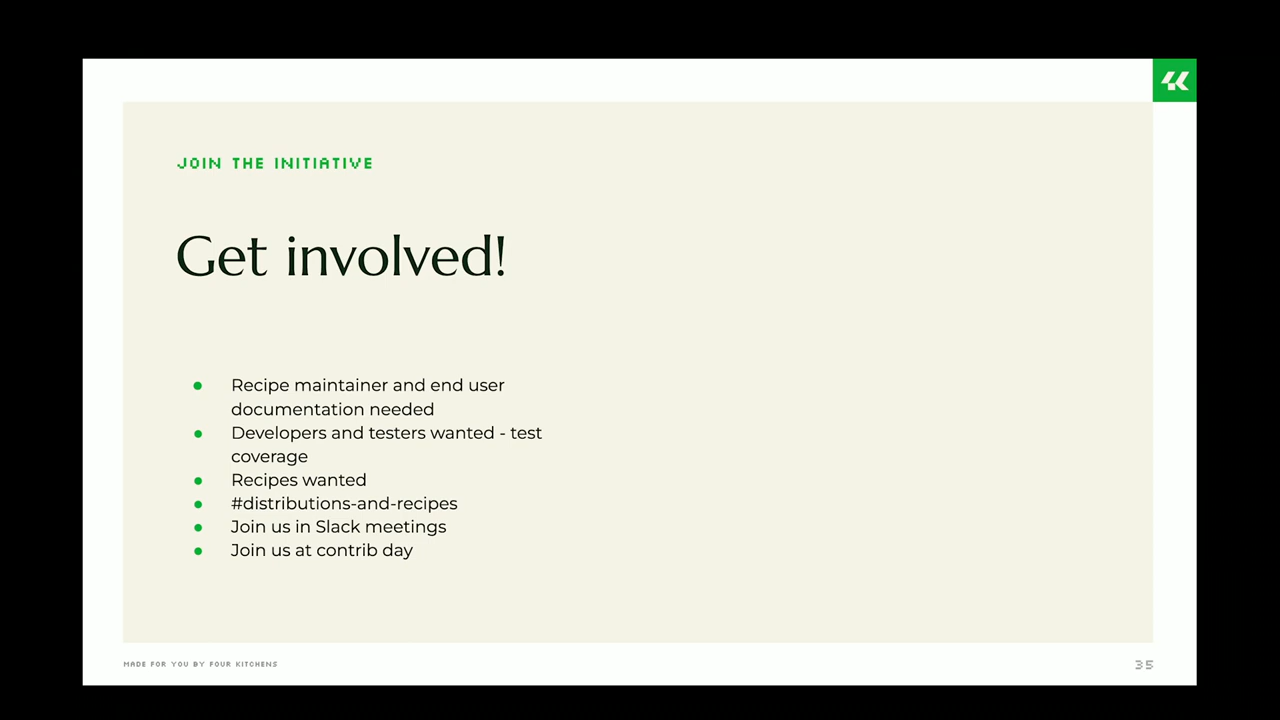 JOIN THE INITIATIVE
Get involved!
● Recipe maintainer and end user
documentation needed
● Developers and testers wanted - test
coverage
● Recipes wanted
● #distributions-and-recipes
● Join us in Slack meetings
● Join us at contrib day
MADE FOR YOU BY FOUR KITCHENS
35